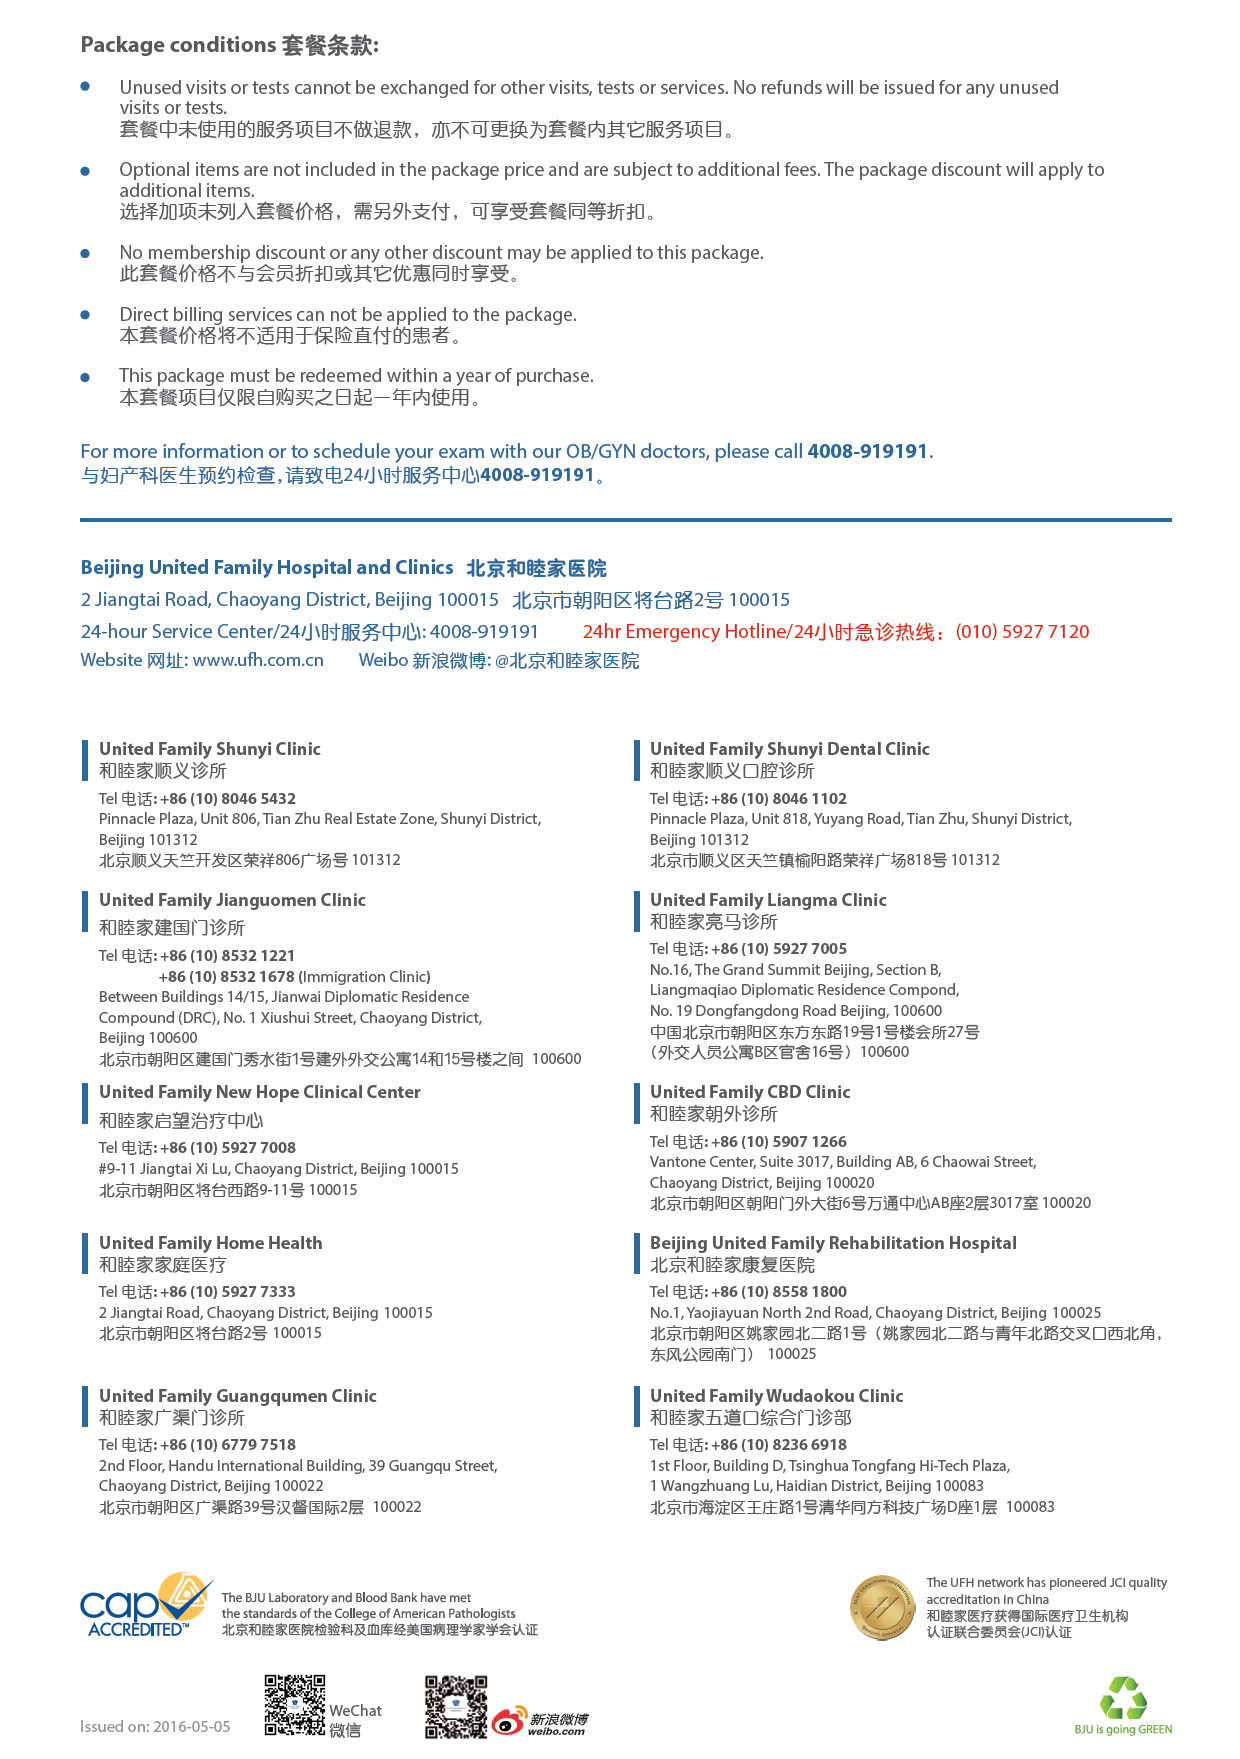 Package conditions 套餐条款:
Unused visits or tests cannot be exchanged for other visits, tests or services. No refunds will be issued for any unused
visits or tests.
套餐中未使用的服务项目不做退款，亦不可更换为套餐内其它服务项目。
Optional items are not included in the package price and are subject to additional fees. The package discount will apply to
additional items.
选择加项未列入套餐价格，需另外支付，可享受套餐同等折扣。
No membership discount or any other discount may be applied to this package.
此套餐价格不与会员折扣或其它优惠同时享受。
Direct billing services can not be applied to the package.
本套餐价格将不适用于保险直付的患者。
This package must be redeemed within a year of purchase.
本套餐项目仅限自购买之日起一年内使用。
For more information or to schedule your exam with our OB/GYN doctors, please call 4008-919191.
与妇产科医生预约检查，请致电24小时服务中心4008-919191。
Beijing United Family Hospital and Clinics 北京和睦家医院
2 Jiangtai Road, Chaoyang District, Beijing 100015 北京市朝阳区将台路2号 100015
24-hour Service Center/24小时服务中心: 4008-919191 24hr Emergency Hotline/24小时急诊热线：(010) 5927 7120
Website 网址: www.ufh.com.cn Weibo 新浪微博: @北京和睦家医院
United Family Shunyi Clinic
和睦家顺义诊所
Tel 电话: +86 (10) 8046 5432
Pinnacle Plaza, Unit 806, Tian Zhu Real Estate Zone, Shunyi District,
Beijing 101312
北京顺义天竺开发区荣祥806广场号 101312
United Family Shunyi Dental Clinic
和睦家顺义口腔诊所
Tel 电话: +86 (10) 8046 1102
Pinnacle Plaza, Unit 818, Yuyang Road, Tian Zhu, Shunyi District,
Beijing 101312
北京市顺义区天竺镇榆阳路荣祥广场818号 101312
United Family Jianguomen Clinic
和睦家建国门诊所
Tel 电话: +86 (10) 8532 1221
+86 (10) 8532 1678 (Immigration Clinic)
Between Buildings 14/15, Jianwai Diplomatic Residence
Compound (DRC), No. 1 Xiushui Street, Chaoyang District,
Beijing 100600
北京市朝阳区建国门秀水街1号建外外交公寓14和15号楼之间 100600
United Family Liangma Clinic
和睦家亮马诊所
Tel 电话: +86 (10) 5927 7005
No.16, The Grand Summit Beijing, Section B,
Liangmaqiao Diplomatic Residence Compond,
No. 19 Dongfangdong Road Beijing, 100600
中国北京市朝阳区东方东路19号1号楼会所27号
（外交人员公寓B区官舍16号）100600
United Family New Hope Clinical Center
和睦家启望治疗中心
Tel 电话: +86 (10) 5927 7008
#9-11 Jiangtai Xi Lu, Chaoyang District, Beijing 100015
北京市朝阳区将台西路9-11号 100015
United Family CBD Clinic
和睦家朝外诊所
Tel 电话: +86 (10) 5907 1266
Vantone Center, Suite 3017, Building AB, 6 Chaowai Street,
Chaoyang District, Beijing 100020
北京市朝阳区朝阳门外大街6号万通中心AB座2层3017室 100020
United Family Home Health
和睦家家庭医疗
Tel 电话: +86 (10) 5927 7333
2 Jiangtai Road, Chaoyang District, Beijing 100015
北京市朝阳区将台路2号 100015
Beijing United Family Rehabilitation Hospital
北京和睦家康复医院
Tel 电话: +86 (10) 8558 1800
No.1, Yaojiayuan North 2nd Road, Chaoyang District, Beijing 100025
北京市朝阳区姚家园北二路1号（姚家园北二路与青年北路交叉口西北角，
东风公园南门） 100025
United Family Guangqumen Clinic
和睦家广渠门诊所
Tel 电话: +86 (10) 6779 7518
2nd Floor, Handu International Building, 39 Guangqu Street,
Chaoyang District, Beijing 100022
北京市朝阳区广渠路39号汉督国际2层 100022
United Family Wudaokou Clinic
和睦家五道口综合门诊部
Tel 电话: +86 (10) 8236 6918
1st Floor, Building D, Tsinghua Tongfang Hi-Tech Plaza,
1 Wangzhuang Lu, Haidian District, Beijing 100083
北京市海淀区王庄路1号清华同方科技广场D座1层 100083
cap
ACCREDITED™
The BJU Laboratory and Blood Bank have met
the standards of the College of American Pathologists
北京和睦家医院检验科及血库经美国病理学家学会认证
The UFH network has pioneered JCI quality
accreditation in China
和睦家医疗获得国际医疗卫生机构
认证联合委员会(JCI)认证
Issued on: 2016-05-05
WeChat
微信
新浪微博
weibo.com
BJU is going GREEN